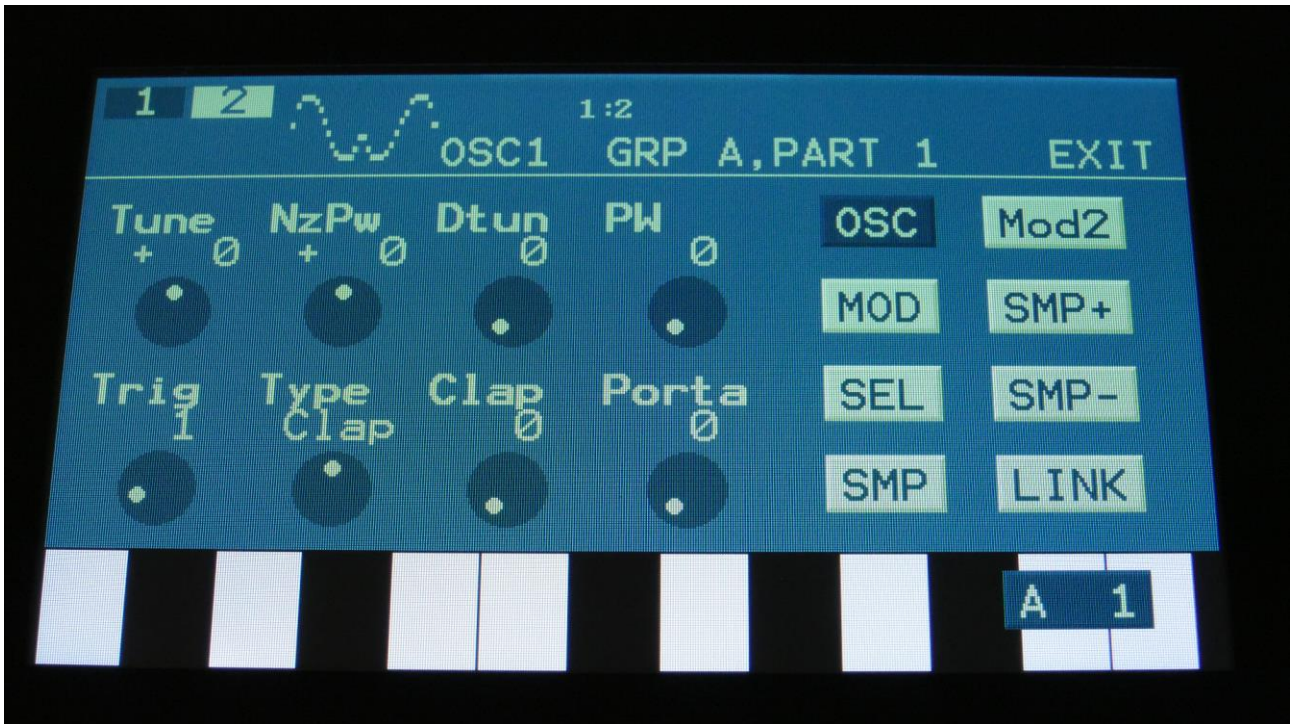 1 2 1:2
OSC1 GRP A,PART 1 EXIT
Tune NzPw Dtun PW OSC Mod2
+ 0 + 0 0 0
MOD SMP+
Trig Type Clap Porta SEL SMP-
1 Clap 0 0
SMP LINK
A 1